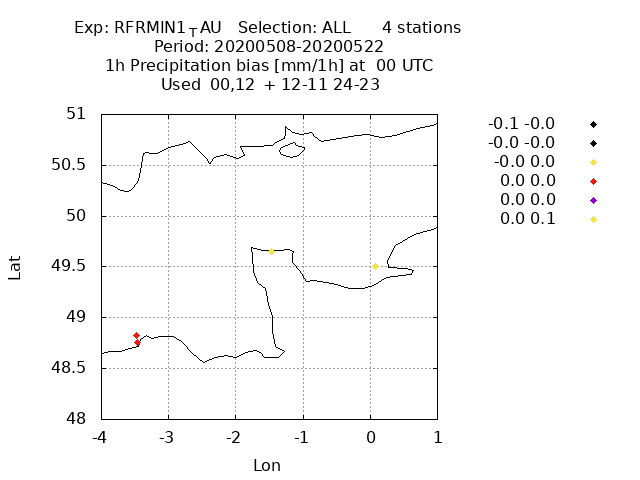 Exp: RFRMIN1TAU Selection: ALL 4 stations
Period: 20200508-20200522
1h Precipitation bias [mm/1h] at 00 UTC
Used 00,12 + 12-11 24-23
51
50.5
50
49.5
49
48.5
48
-4 -3 -2 -1 0 1
Lat
Lon
-0.1 -0.0
-0.0 -0.0
-0.0 0.0
0.0 0.0
0.0 0.0
0.0 0.1